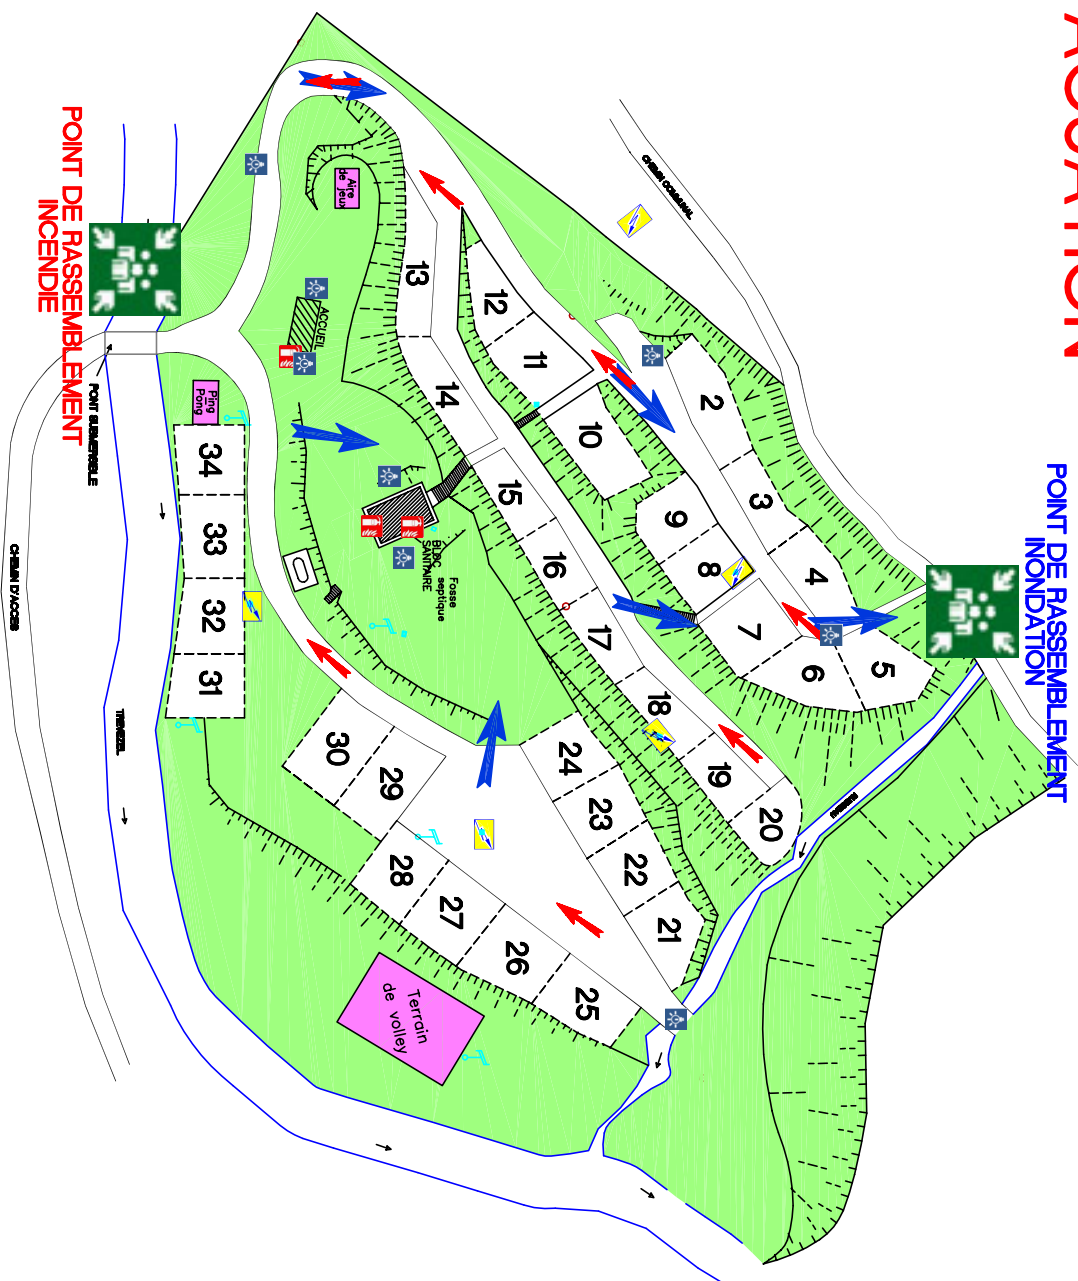 ACUATION
POINT DE RASSEMBLEMENT
INONDATION
CHEMIN COMMUNAL
RUISSEAU
2
3
4
5
6
7
8
9
10
11
12
13
14
15
16
17
18
19
20
21
22
23
24
25
26
27
28
29
30
31
32
33
34
Aire
de jeux
ACCUEIL
BLOC
SANITAIRE
Fosse
septique
Ping
Pong
Terrain
de volley
POINT DE RASSEMBLEMENT
INCENDIE
PONT SUBMERSIBLE
CHEMIN D'ACCES